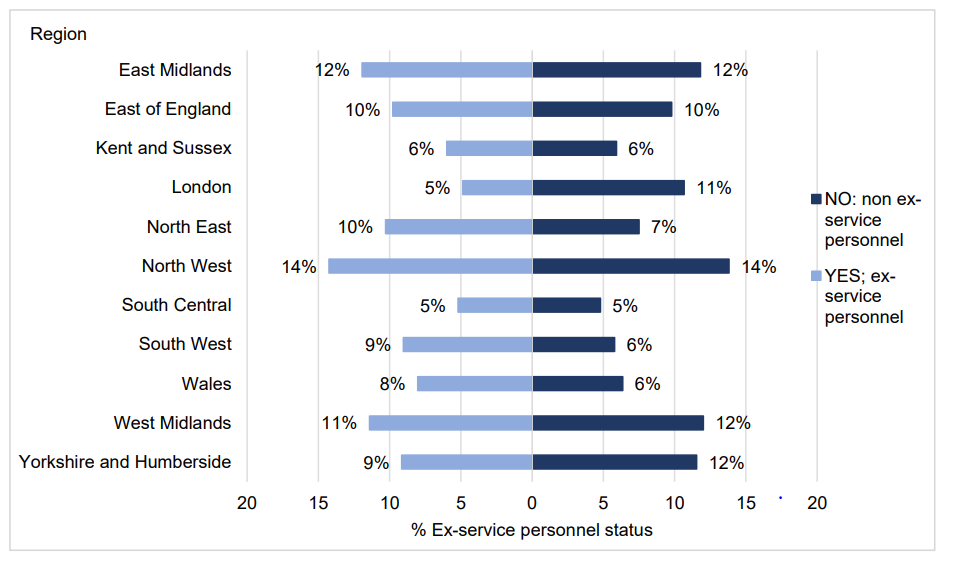 Region
East Midlands 12% 12%
East of England 10% 10%
Kent and Sussex 6% 6%
London 5% 11%
North East 10% 7%
North West 14% 14%
South Central 5% 5%
South West 9% 6%
Wales 8% 6%
West Midlands 11% 12%
Yorkshire and Humberside 9% 12%
20 15 10 5 0 5 10 15 20
% Ex-service personnel status
NO: non ex-
service
personnel
YES; ex-
service
personnel